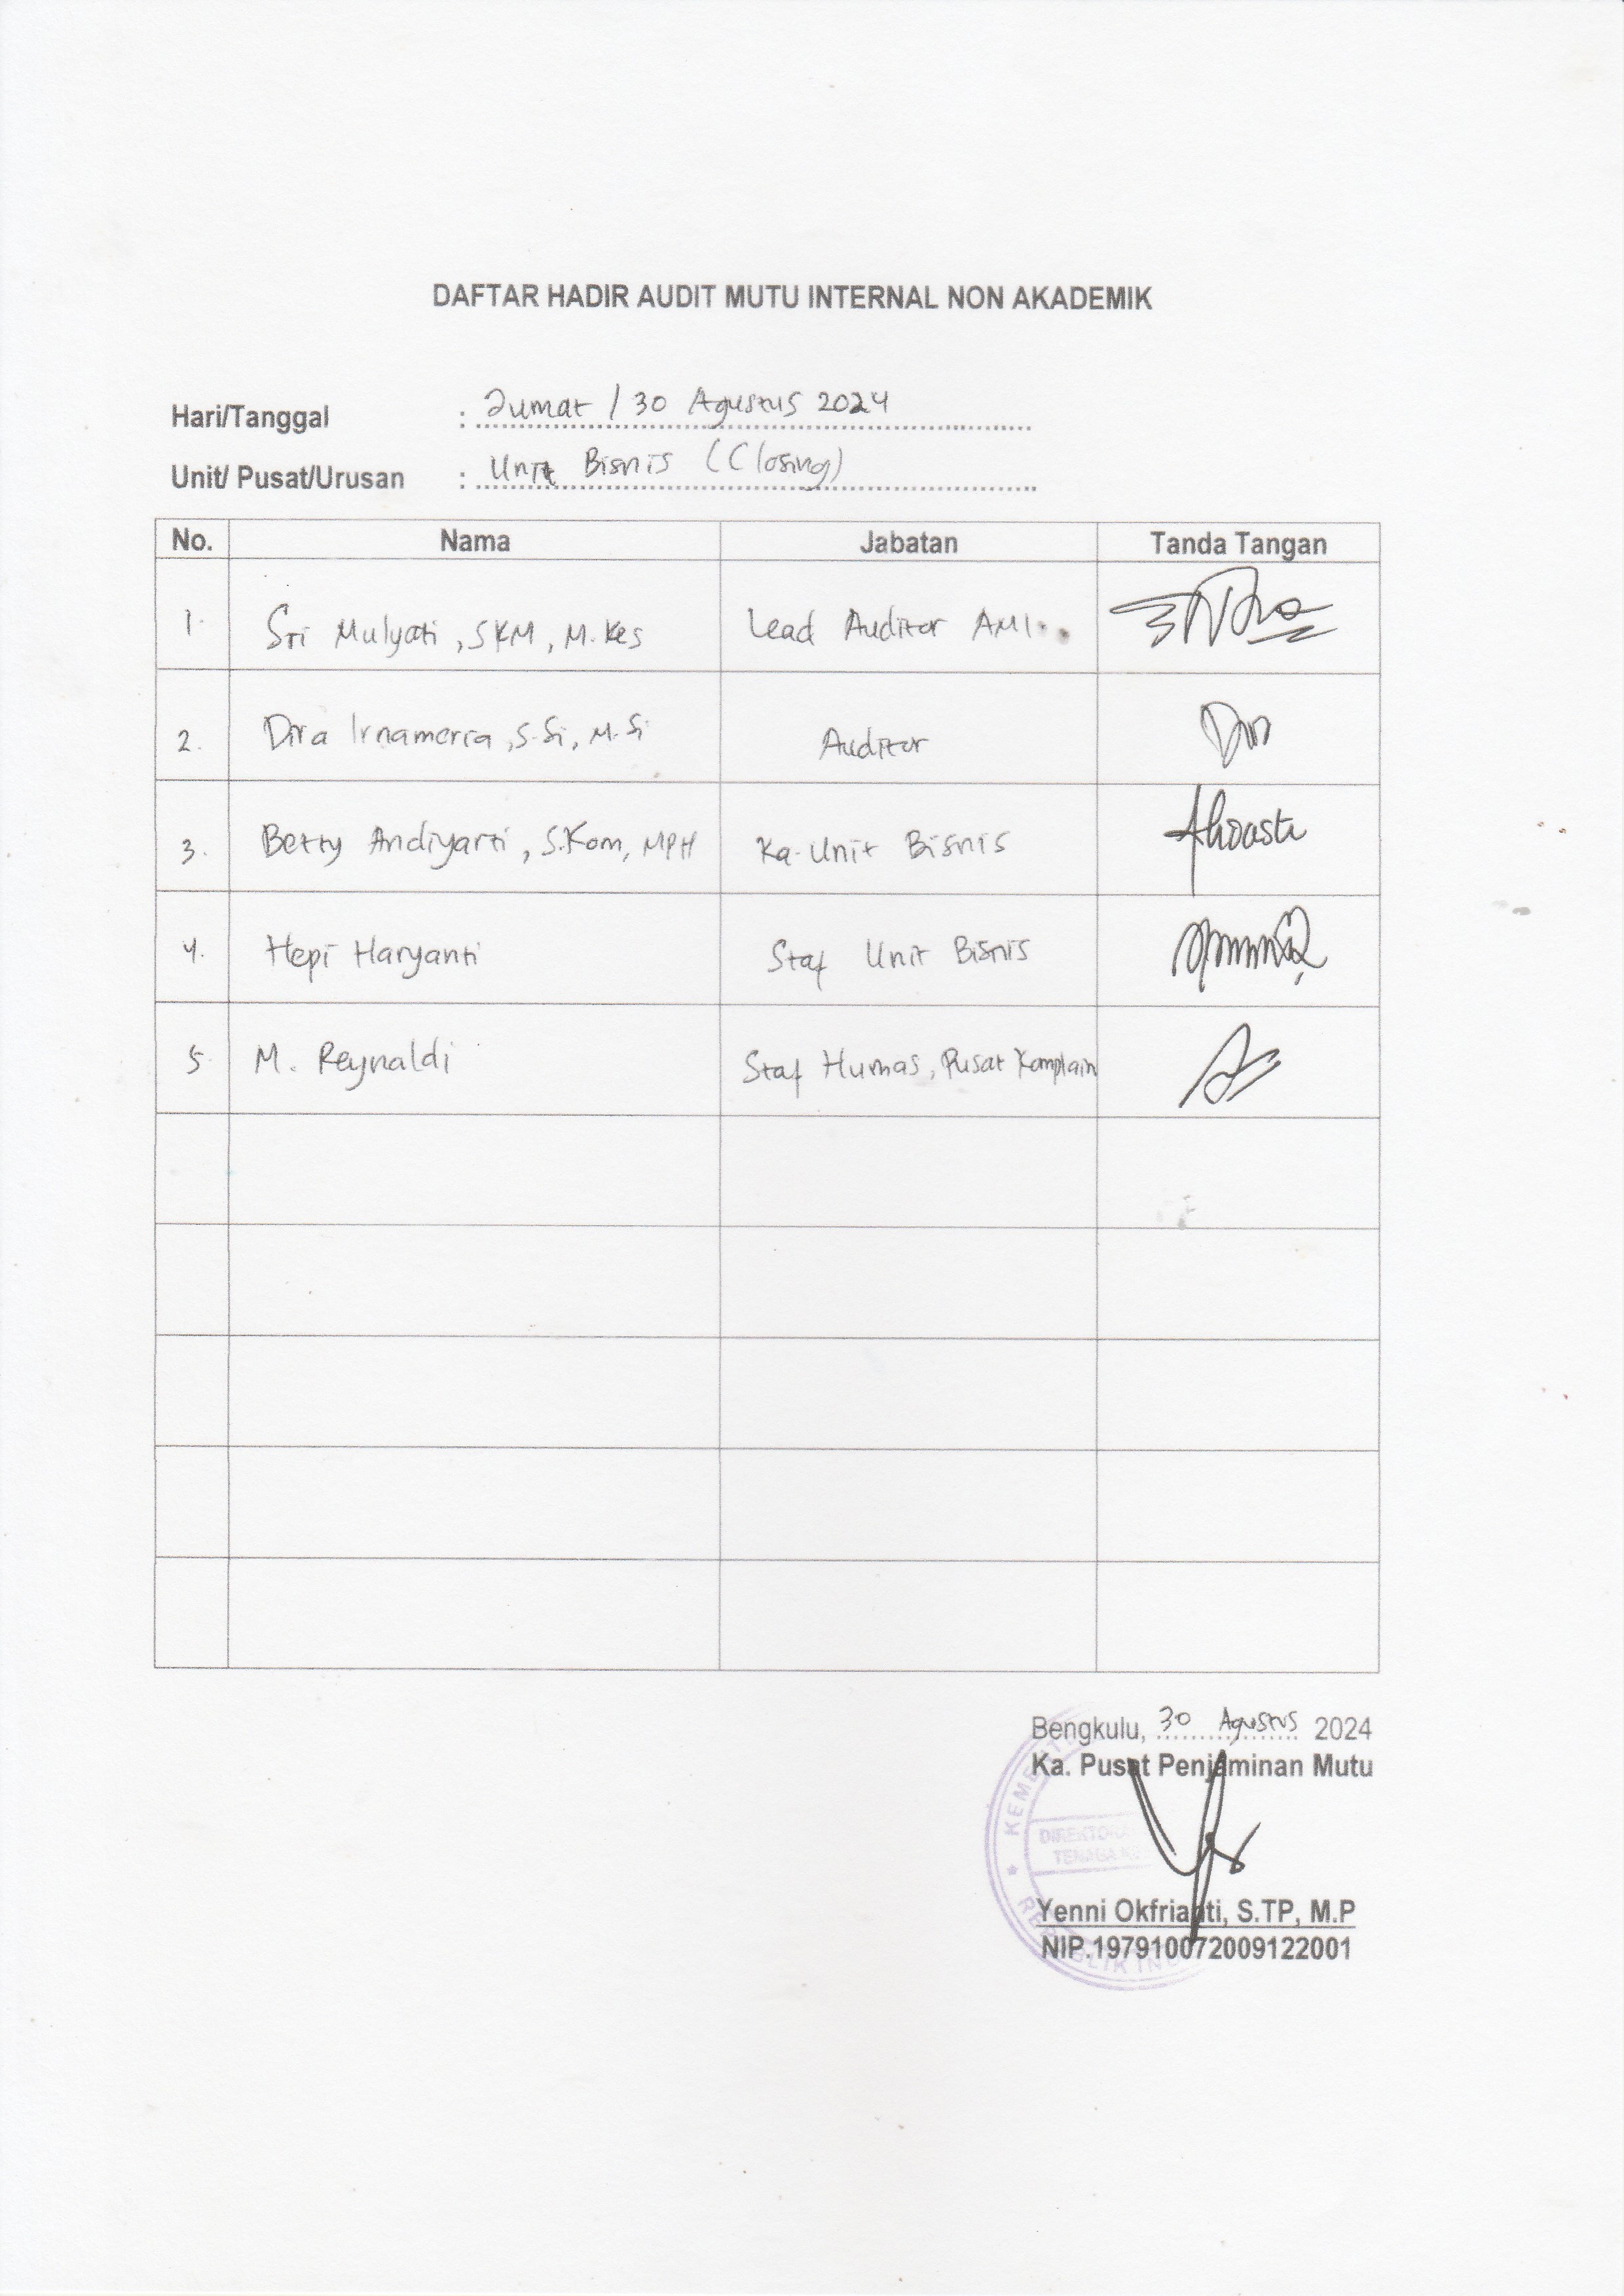 DAFTAR HADIR AUDIT MUTU INTERNAL NON AKADEMIK
Hari/Tanggal : Jumat / 30 Agustus 2024
Unit/ Pusat/Urusan : Unit Bisnis (Closing)
No. Nama Jabatan Tanda Tangan
1. Sri Mulyati, SKM, M.Kes Lead Auditor AMI
2. Dira Irnamerra, S.Si, M.Si Auditor
3. Betty Andiyarti, S.Kom, MPH Ka. Unit Bisnis
4. Hepi Haryanti Staf Unit Bisnis
5. M. Reynaldi Staf Humas, Pusat Komplain
Bengkulu, 30 Agustus 2024
Ka. Pusat Penjaminan Mutu
Yenni Okfrianti, S.TP, M.P
NIP.197910072009122001